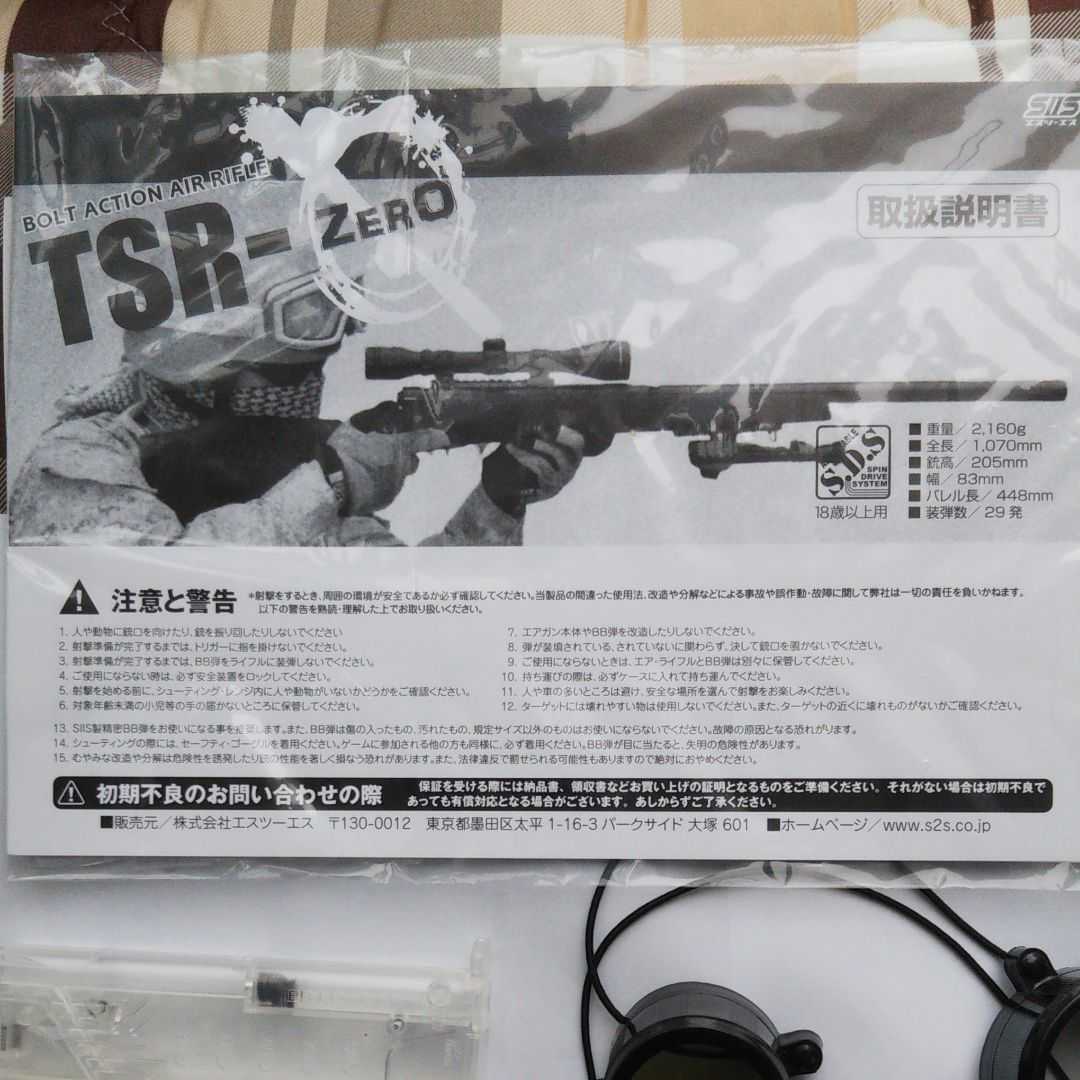 SIIS
エスツーエス
BOLT ACTION AIR RIFLE
TSR-ZERO
取扱説明書
S.D.S
SPIN
DRIVE
SYSTEM
18歳以上用
■重量／2,160g
■全長／1,070mm
■銃高／205mm
■幅／83mm
■バレル長／448mm
■装弾数／29発
注意と警告
*射撃をするとき、周囲の環境が安全であるか必ず確認してください。当製品の間違った使用法、改造や分解などによる事故や誤作動・故障に関して弊社は一切の責任を負いかねます。
以下の警告を熟読・理解した上でお取り扱いください。
1. 人や動物に銃口を向けたり、銃を振り回したりしないでください
2. 射撃準備が完了するまでは、トリガーに指を掛けないでください。
3. 射撃準備が完了するまでは、BB弾をライフルに装弾しないでください。
4. ご使用にならない時は、必ず安全装置をロックしてください。
5. 射撃を始める前に、シューティング・レンジ内に人や動物がいないかどうかをご確認ください。
6. 対象年齢未満の小児等の手の届かないところに保管してください。
7. エアガン本体やBB弾を改造したりしないでください。
8. 弾が装填されている、されていないに関わらず、決して銃口を覗かないでください。
9. ご使用にならないときは、エア・ライフルとBB弾は別々に保管してください。
10. 持ち運びの際は、必ずケースに入れて持ち運んでください。
11. 人や車の多いところは避け、安全な場所を選んで射撃をお楽しみください。
12. ターゲットには壊れやすい物は使用しないでください。また、ターゲットの近くに壊れものがないかご確認ください。
13. SIIS製精密BB弾をお使いになる事を推奨します。また、BB弾は傷の入ったもの、汚れたもの、規定サイズ以外のものはお使いにならないでください。故障の原因となる恐れがります。
14. シューティングの際には、セーフティ・ゴーグルを着用ください。ゲームに参加される他の方も同様に、必ず着用ください。BB弾が目に当たると、失明の危険性があります。
15. むやみな改造や分解は危険性を誘発したり、銃の性能を著しく損なう恐れがあります。また、法律違反で罰せられる可能性もありますので絶対におやめください。
初期不良のお問い合わせの際
保証を受ける際には納品書、領収書などお買い上げの証明となるものをご準備ください。それがない場合は初期不良で
あっても有償対応となる場合がございます。あしからずご了承ください。
■販売元／株式会社エスツーエス 〒130-0012 東京都墨田区太平1-16-3パークサイド大塚601 ■ホームページ／www.s2s.co.jp